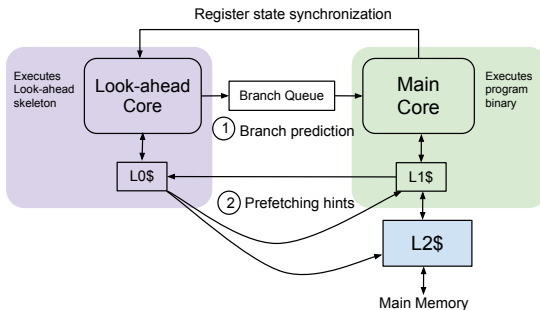 Register state synchronization
Executes
Look-ahead
skeleton
Look-ahead
Core
Branch Queue
Main
Core
Executes
program
binary
1 Branch prediction
L0$
L1$
2 Prefetching hints
L2$
Main Memory